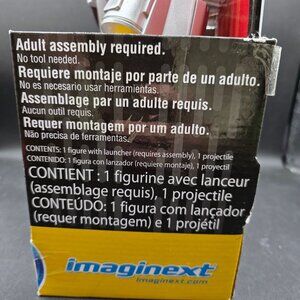 Adult assembly required.
No tool needed.
Requiere montaje por parte de un adulto.
No es necesario usar herramientas.
Assemblage par un adulte requis.
Aucun outil requis.
Requer montagem por um adulto.
Não precisa de ferramentas.
CONTENTS: 1 figure with launcher (requires assembly), 1 projectile
CONTENIDO: 1 figura con lanzador (requiere montaje), 1 proyectil
CONTIENT : 1 figurine avec lanceur
(assemblage requis), 1 projectile
CONTEÚDO: 1 figura com lançador
(requer montagem) e 1 projétil
imaginext
imaginext.com